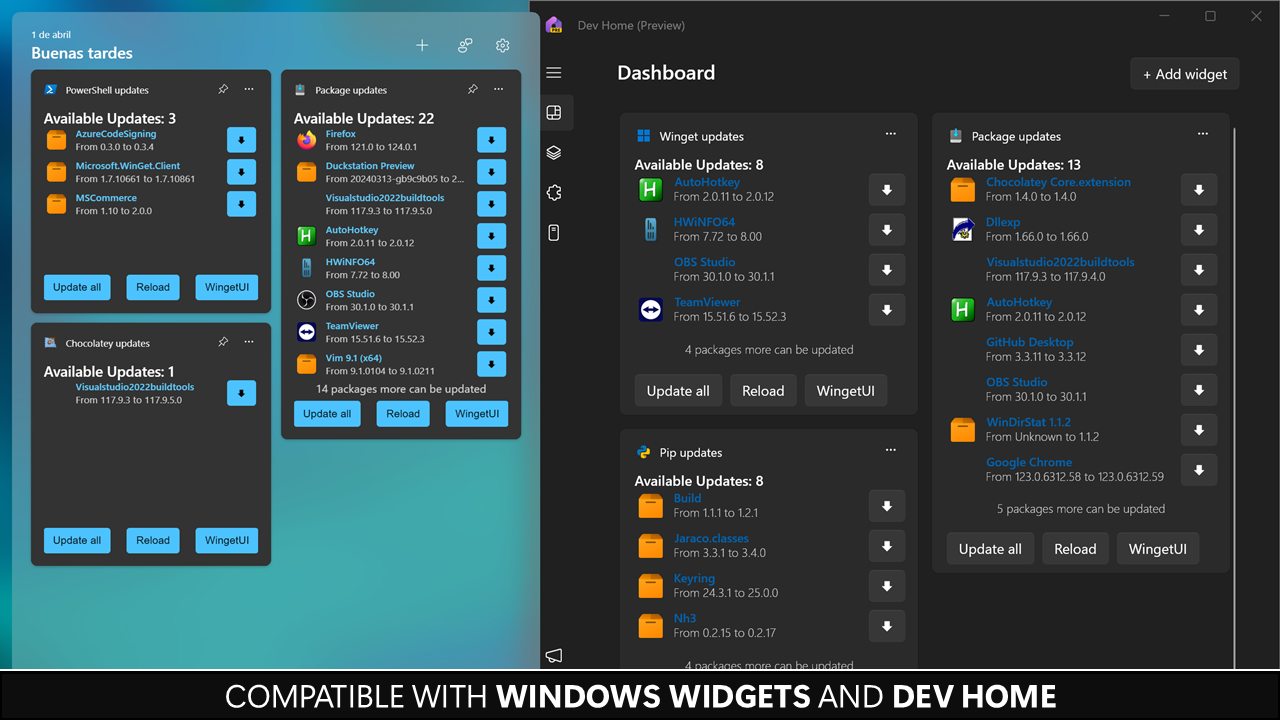 1 de abril
Buenas tardes
PowerShell updates
Available Updates: 3
AzureCodeSigning
From 0.3.0 to 0.3.4
Microsoft.WinGet.Client
From 1.7.10661 to 1.7.10861
MSCommerce
From 1.10 to 2.0.0
Update all Reload WingetUI
Chocolatey updates
Available Updates: 1
Visualstudio2022buildtools
From 117.9.3 to 117.9.5.0
Update all Reload WingetUI
Package updates
Available Updates: 22
Firefox
From 121.0 to 124.0.1
Duckstation Preview
From 20240313-gb9c9b05 to 2...
Visualstudio2022buildtools
From 117.9.3 to 117.9.5.0
AutoHotkey
From 2.0.11 to 2.0.12
HWiNFO64
From 7.72 to 8.00
OBS Studio
From 30.1.0 to 30.1.1
TeamViewer
From 15.51.6 to 15.52.3
Vim 9.1 (x64)
From 9.1.0104 to 9.1.0211
14 packages more can be updated
Update all Reload WingetUI
PRE
Dev Home (Preview)
Dashboard
+ Add widget
Winget updates
Available Updates: 8
AutoHotkey
From 2.0.11 to 2.0.12
HWiNFO64
From 7.72 to 8.00
OBS Studio
From 30.1.0 to 30.1.1
TeamViewer
From 15.51.6 to 15.52.3
4 packages more can be updated
Update all Reload WingetUI
Pip updates
Available Updates: 8
Build
From 1.1.1 to 1.2.1
Jaraco.classes
From 3.3.1 to 3.4.0
Keyring
From 24.3.1 to 25.0.0
Nh3
From 0.2.15 to 0.2.17
4 packages more can be updated
Package updates
Available Updates: 13
Chocolatey Core.extension
From 1.4.0 to 1.4.0
Dllexp
From 1.66.0 to 1.66.0
Visualstudio2022buildtools
From 117.9.3 to 117.9.4.0
AutoHotkey
From 2.0.11 to 2.0.12
GitHub Desktop
From 3.3.11 to 3.3.12
OBS Studio
From 30.1.0 to 30.1.1
WinDirStat 1.1.2
From Unknown to 1.1.2
Google Chrome
From 123.0.6312.58 to 123.0.6312.59
5 packages more can be updated
Update all Reload WingetUI
COMPATIBLE WITH WINDOWS WIDGETS AND DEV HOME